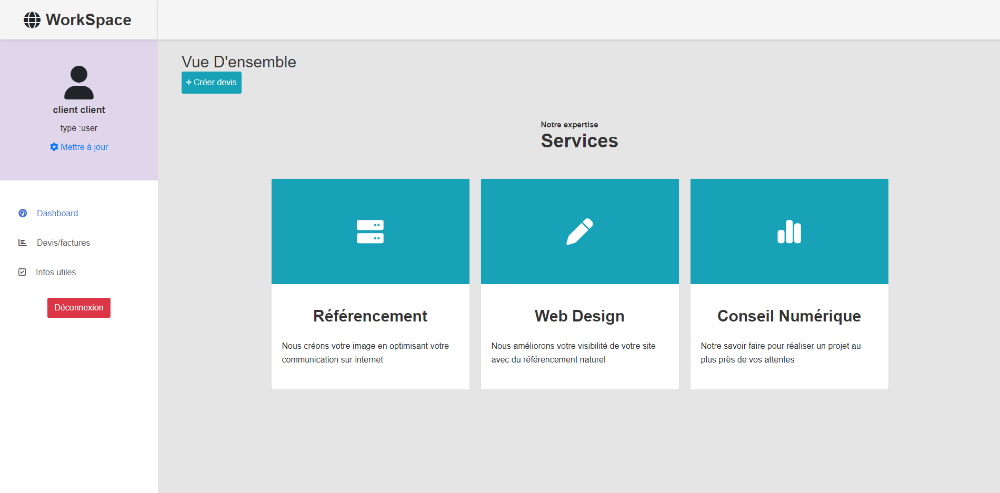 WorkSpace
client client
type :user
Mettre à jour
Dashboard
Devis/factures
Infos utiles
Déconnexion
Vue D'ensemble
+ Créer devis
Notre expertise
Services
Référencement
Nous créons votre image en optimisant votre
communication sur internet
Web Design
Nous améliorons votre visibilité de votre site
avec du référencement naturel
Conseil Numérique
Notre savoir faire pour réaliser un projet au
plus près de vos attentes